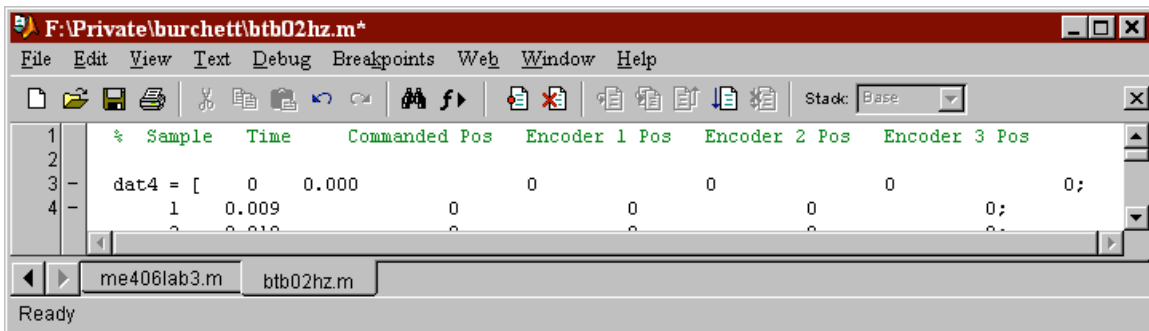 F:\Private\burchett\btb02hz.m*
File Edit View Text Debug Breakpoints Web Window Help
Stack: Base
1 % Sample Time Commanded Pos Encoder 1 Pos Encoder 2 Pos Encoder 3 Pos
2
3 - dat4 = [ 0 0.000 0 0 0 0;
4 - 1 0.009 0 0 0 0;
me406lab3.m btb02hz.m
Ready